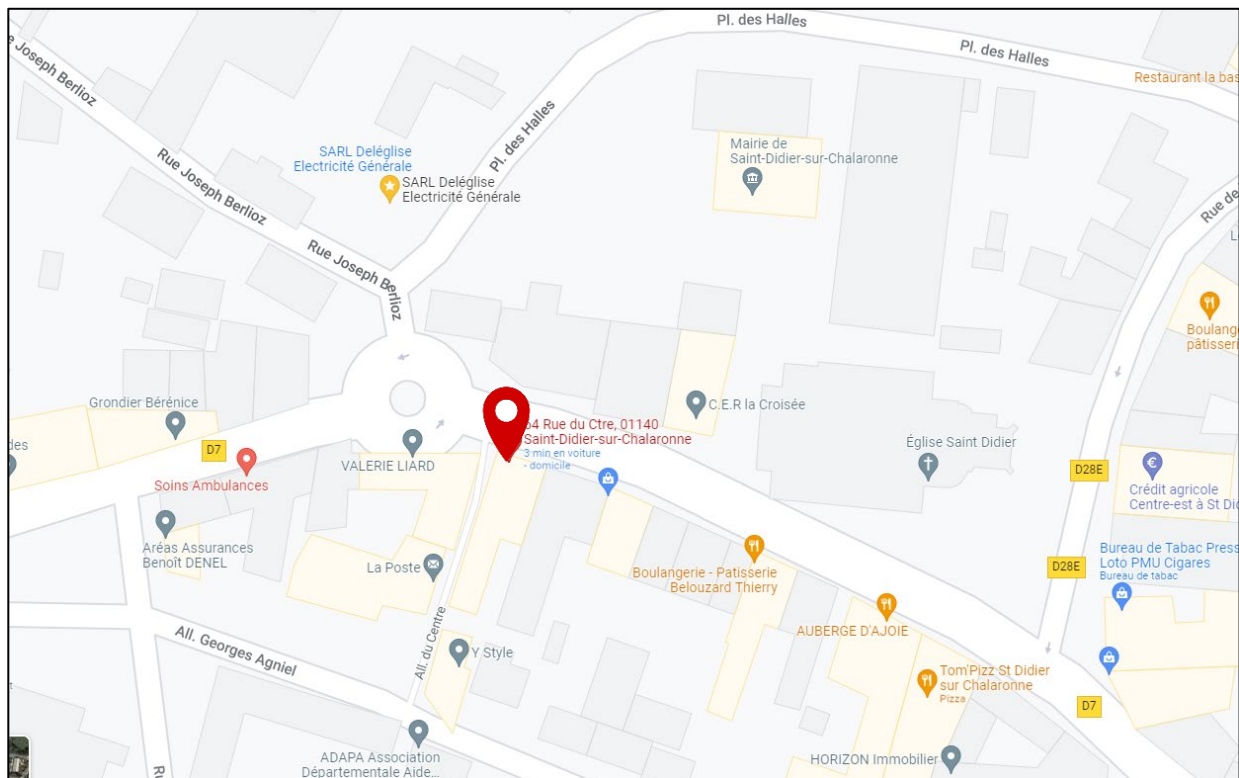 Pl. des Halles
Pl. des Halles
Restaurant la bas
Rue Joseph Berlioz
Rue Joseph Berlioz
Rue Joseph Berlioz
Pl. des Halles
SARL Deléglise
Electricité Générale
SARL Deléglise
Electricité Générale
Mairie de
Saint-Didier-sur-Chalaronne
Rue de
Boulang
pâtisseri
Grondier Bérénice
C.E.R la Croisée
des
D7
VALERIE LIARD
64 Rue du Ctre, 01140
Saint-Didier-sur-Chalaronne
3 min en voiture
- domicile
Église Saint Didier
D28E
Soins Ambulances
Crédit agricole
Centre-est à St Did
Aréas Assurances
Benoît DENEL
La Poste
Boulangerie - Patisserie
Belouzard Thierry
D28E
Bureau de Tabac Press
Loto PMU Cigares
Bureau de tabac
All. Georges Agniel
All. du Centre
Y Style
AUBERGE D'AJOIE
Tom'Pizz St Didier
sur Chalaronne
Pizza
D7
ADAPA Association
Départementale Aide...
HORIZON Immobilier